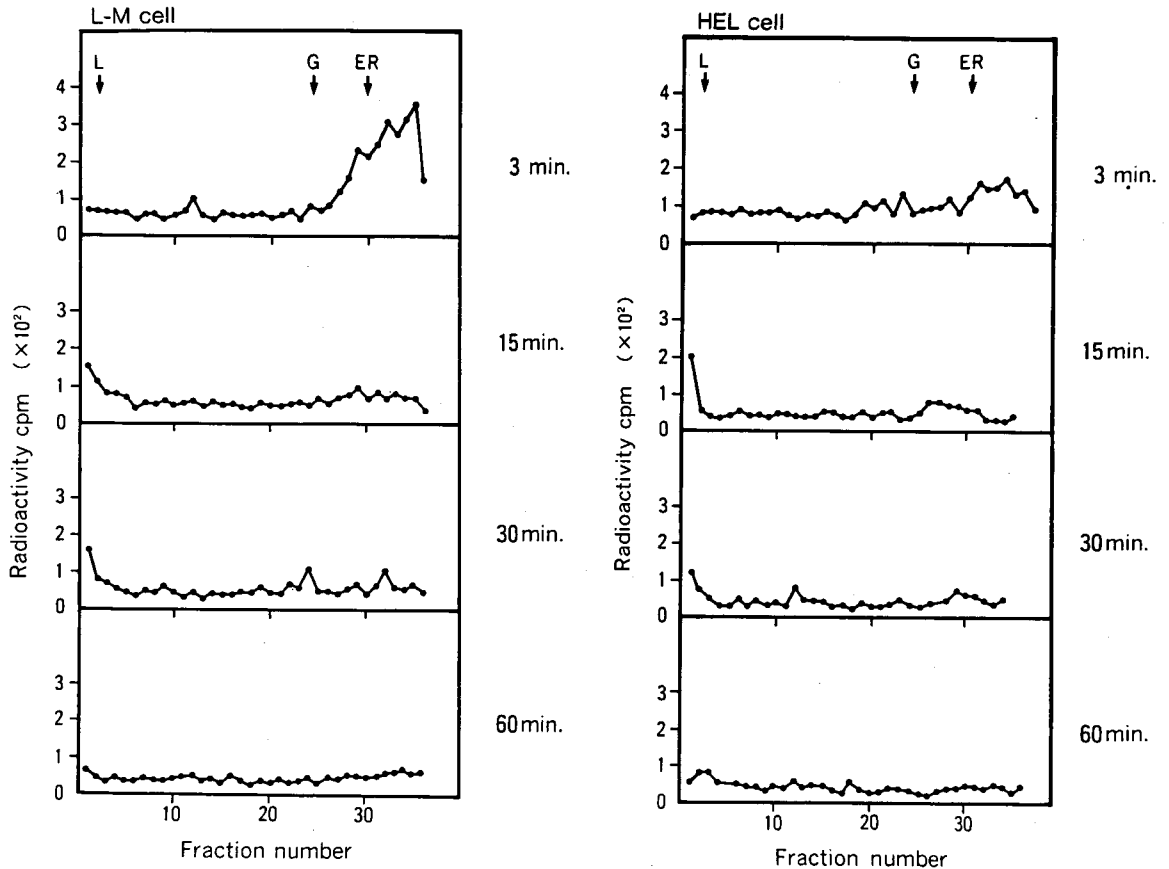 L-M cell
L G ER
4
3
2
1
0
3 min.
3
2
1
0
15 min.
3
2
1
0
30 min.
3
2
1
0
60 min.
10 20 30
Fraction number
Radioactivity cpm (×10²)
HEL cell
L G ER
4
3
2
1
0
3 min.
3
2
1
0
15 min.
3
2
1
0
30 min.
3
2
1
0
60 min.
10 20 30
Fraction number
Radioactivity cpm (×10²)